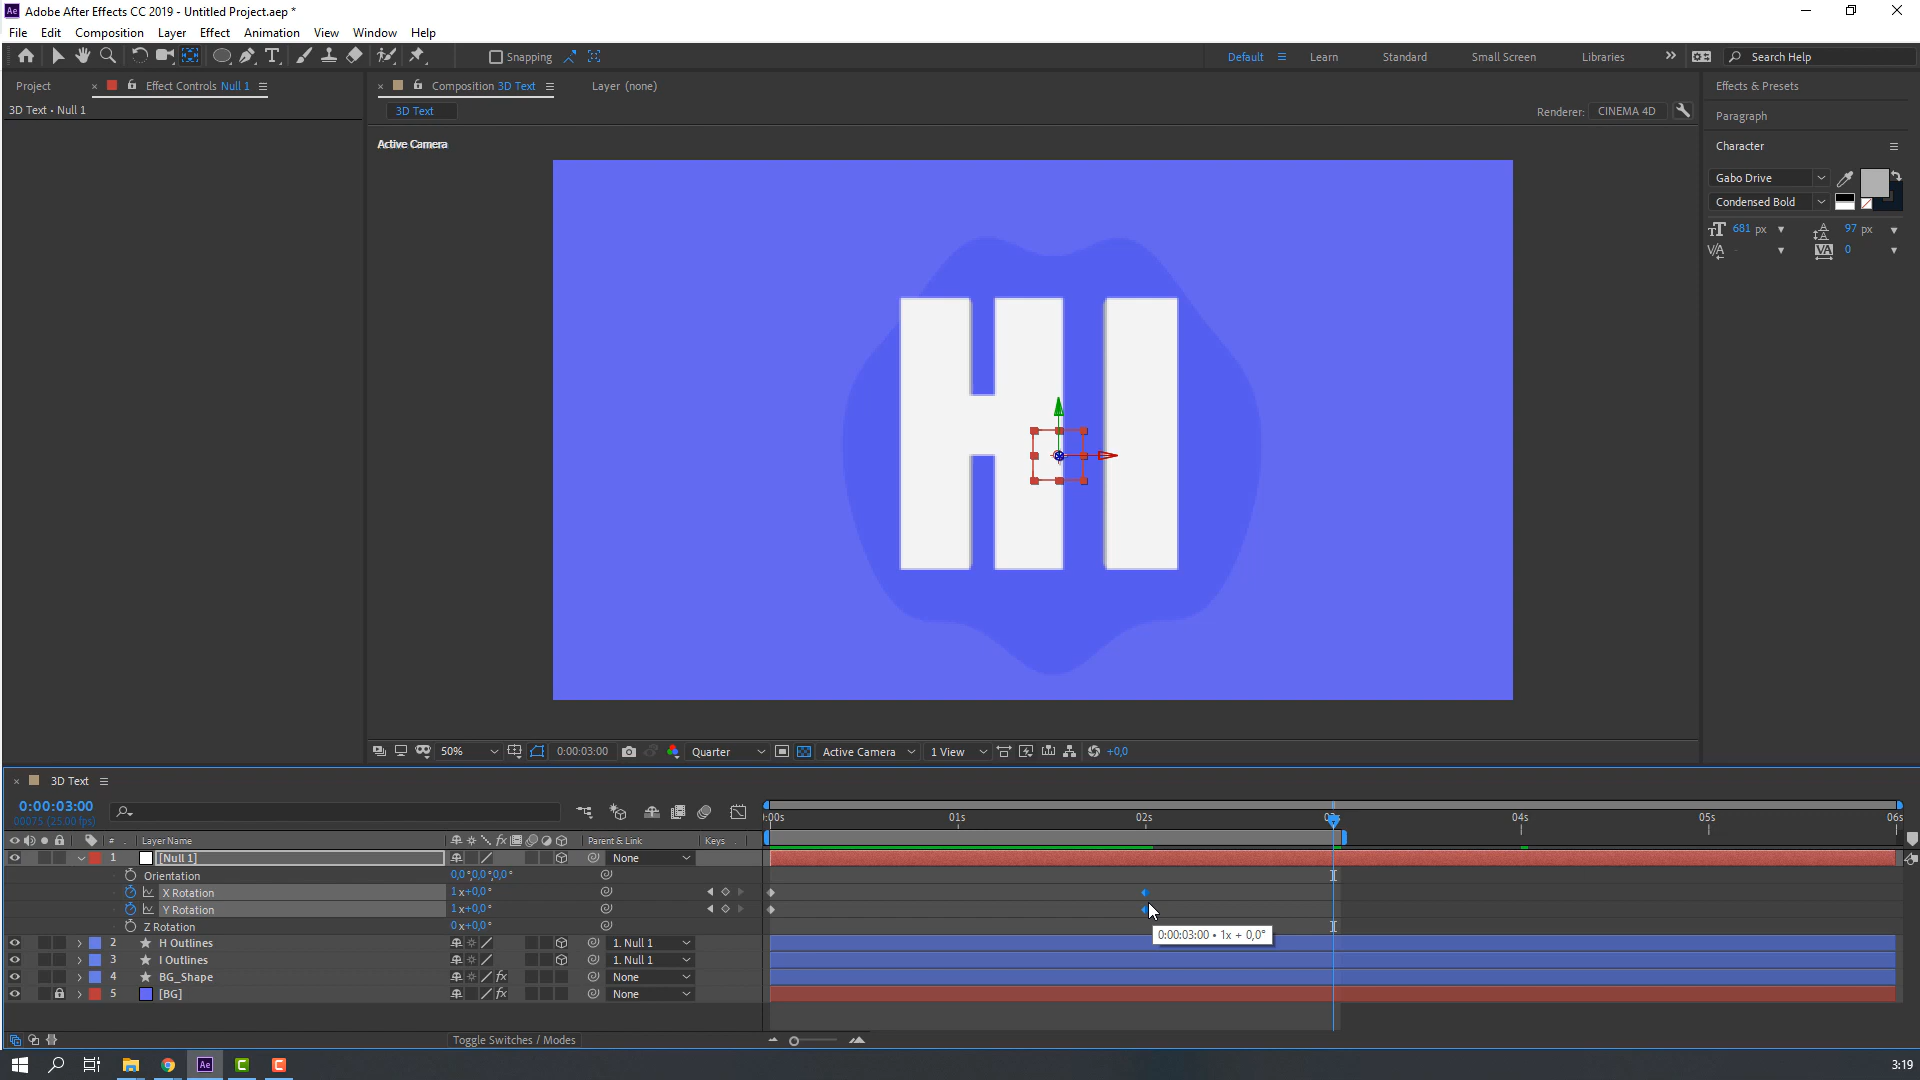 Ae Adobe After Effects CC 2019 - Untitled Project.aep *
File Edit Composition Layer Effect Animation View Window Help
Snapping Default Learn Standard Small Screen Libraries Search Help
Project Effect Controls Null 1 Composition 3D Text Layer (none) Effects & Presets
3D Text • Null 1 3D Text Renderer: CINEMA 4D Paragraph
Active Camera Character
Gabo Drive
Condensed Bold
681 px 97 px
0
HI
50% 0:00:03:00 Quarter Active Camera 1 View +0,0
3D Text
0:00:03:00
00075 (25.00 fps)
:00s 01s 02s 04s 05s 06s
# Layer Name Parent & Link Keys
1 [Null 1] None
Orientation 0,0°,0,0°,0,0°
X Rotation 1x+0,0°
Y Rotation 1x+0,0°
Z Rotation 0x+0,0°
0:00:03:00 • 1x + 0,0°
2 H Outlines 1. Null 1
3 I Outlines 1. Null 1
4 BG_Shape fx None
5 [BG] fx None
Toggle Switches / Modes
Ae 3:19